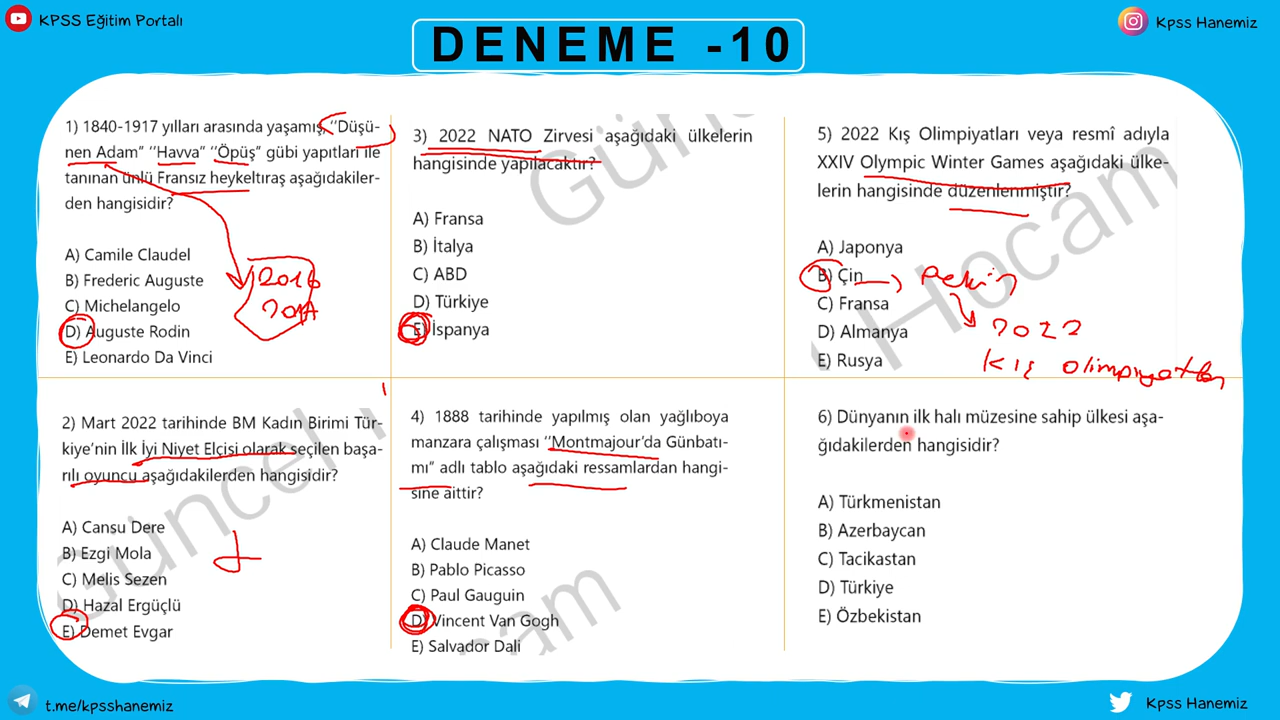 KPSS Eğitim Portalı
DENEME -10
Kpss Hanemiz
1) 1840-1917 yılları arasında yaşamış, ‘‘Düşü-
nen Adam” ‘‘Havva“ ‘‘Öpüş“ gübi yapıtları ile
tanınan ünlü Fransız heykeltıraş aşağıdakiler-
den hangisidir?
A) Camile Claudel
B) Frederic Auguste
C) Michelangelo
D) Auguste Rodin
E) Leonardo Da Vinci
2016
2017
2) Mart 2022 tarihinde BM Kadın Birimi Tür-
kiye’nin İlk İyi Niyet Elçisi olarak seçilen başa-
rılı oyuncu aşağıdakilerden hangisidir?
A) Cansu Dere
B) Ezgi Mola
C) Melis Sezen
D) Hazal Ergüçlü
E) Demet Evgar
3) 2022 NATO Zirvesi aşağıdaki ülkelerin
hangisinde yapılacaktır?
A) Fransa
B) İtalya
C) ABD
D) Türkiye
E) İspanya
4) 1888 tarihinde yapılmış olan yağlıboya
manzara çalışması ‘‘Montmajour’da Günbatı-
mı” adlı tablo aşağıdaki ressamlardan hangi-
sine aittir?
A) Claude Manet
B) Pablo Picasso
C) Paul Gauguin
D) Vincent Van Gogh
E) Salvador Dali
5) 2022 Kış Olimpiyatları veya resmî adıyla
XXIV Olympic Winter Games aşağıdaki ülke-
lerin hangisinde düzenlenmiştir?
A) Japonya
B) Çin
C) Fransa
D) Almanya
E) Rusya
Pekin
2022
Kış olimpiyatları
6) Dünyanın ilk halı müzesine sahip ülkesi aşa-
ğıdakilerden hangisidir?
A) Türkmenistan
B) Azerbaycan
C) Tacikastan
D) Türkiye
E) Özbekistan
Güncel Hocam
t.me/kpsshanemiz
Kpss Hanemiz